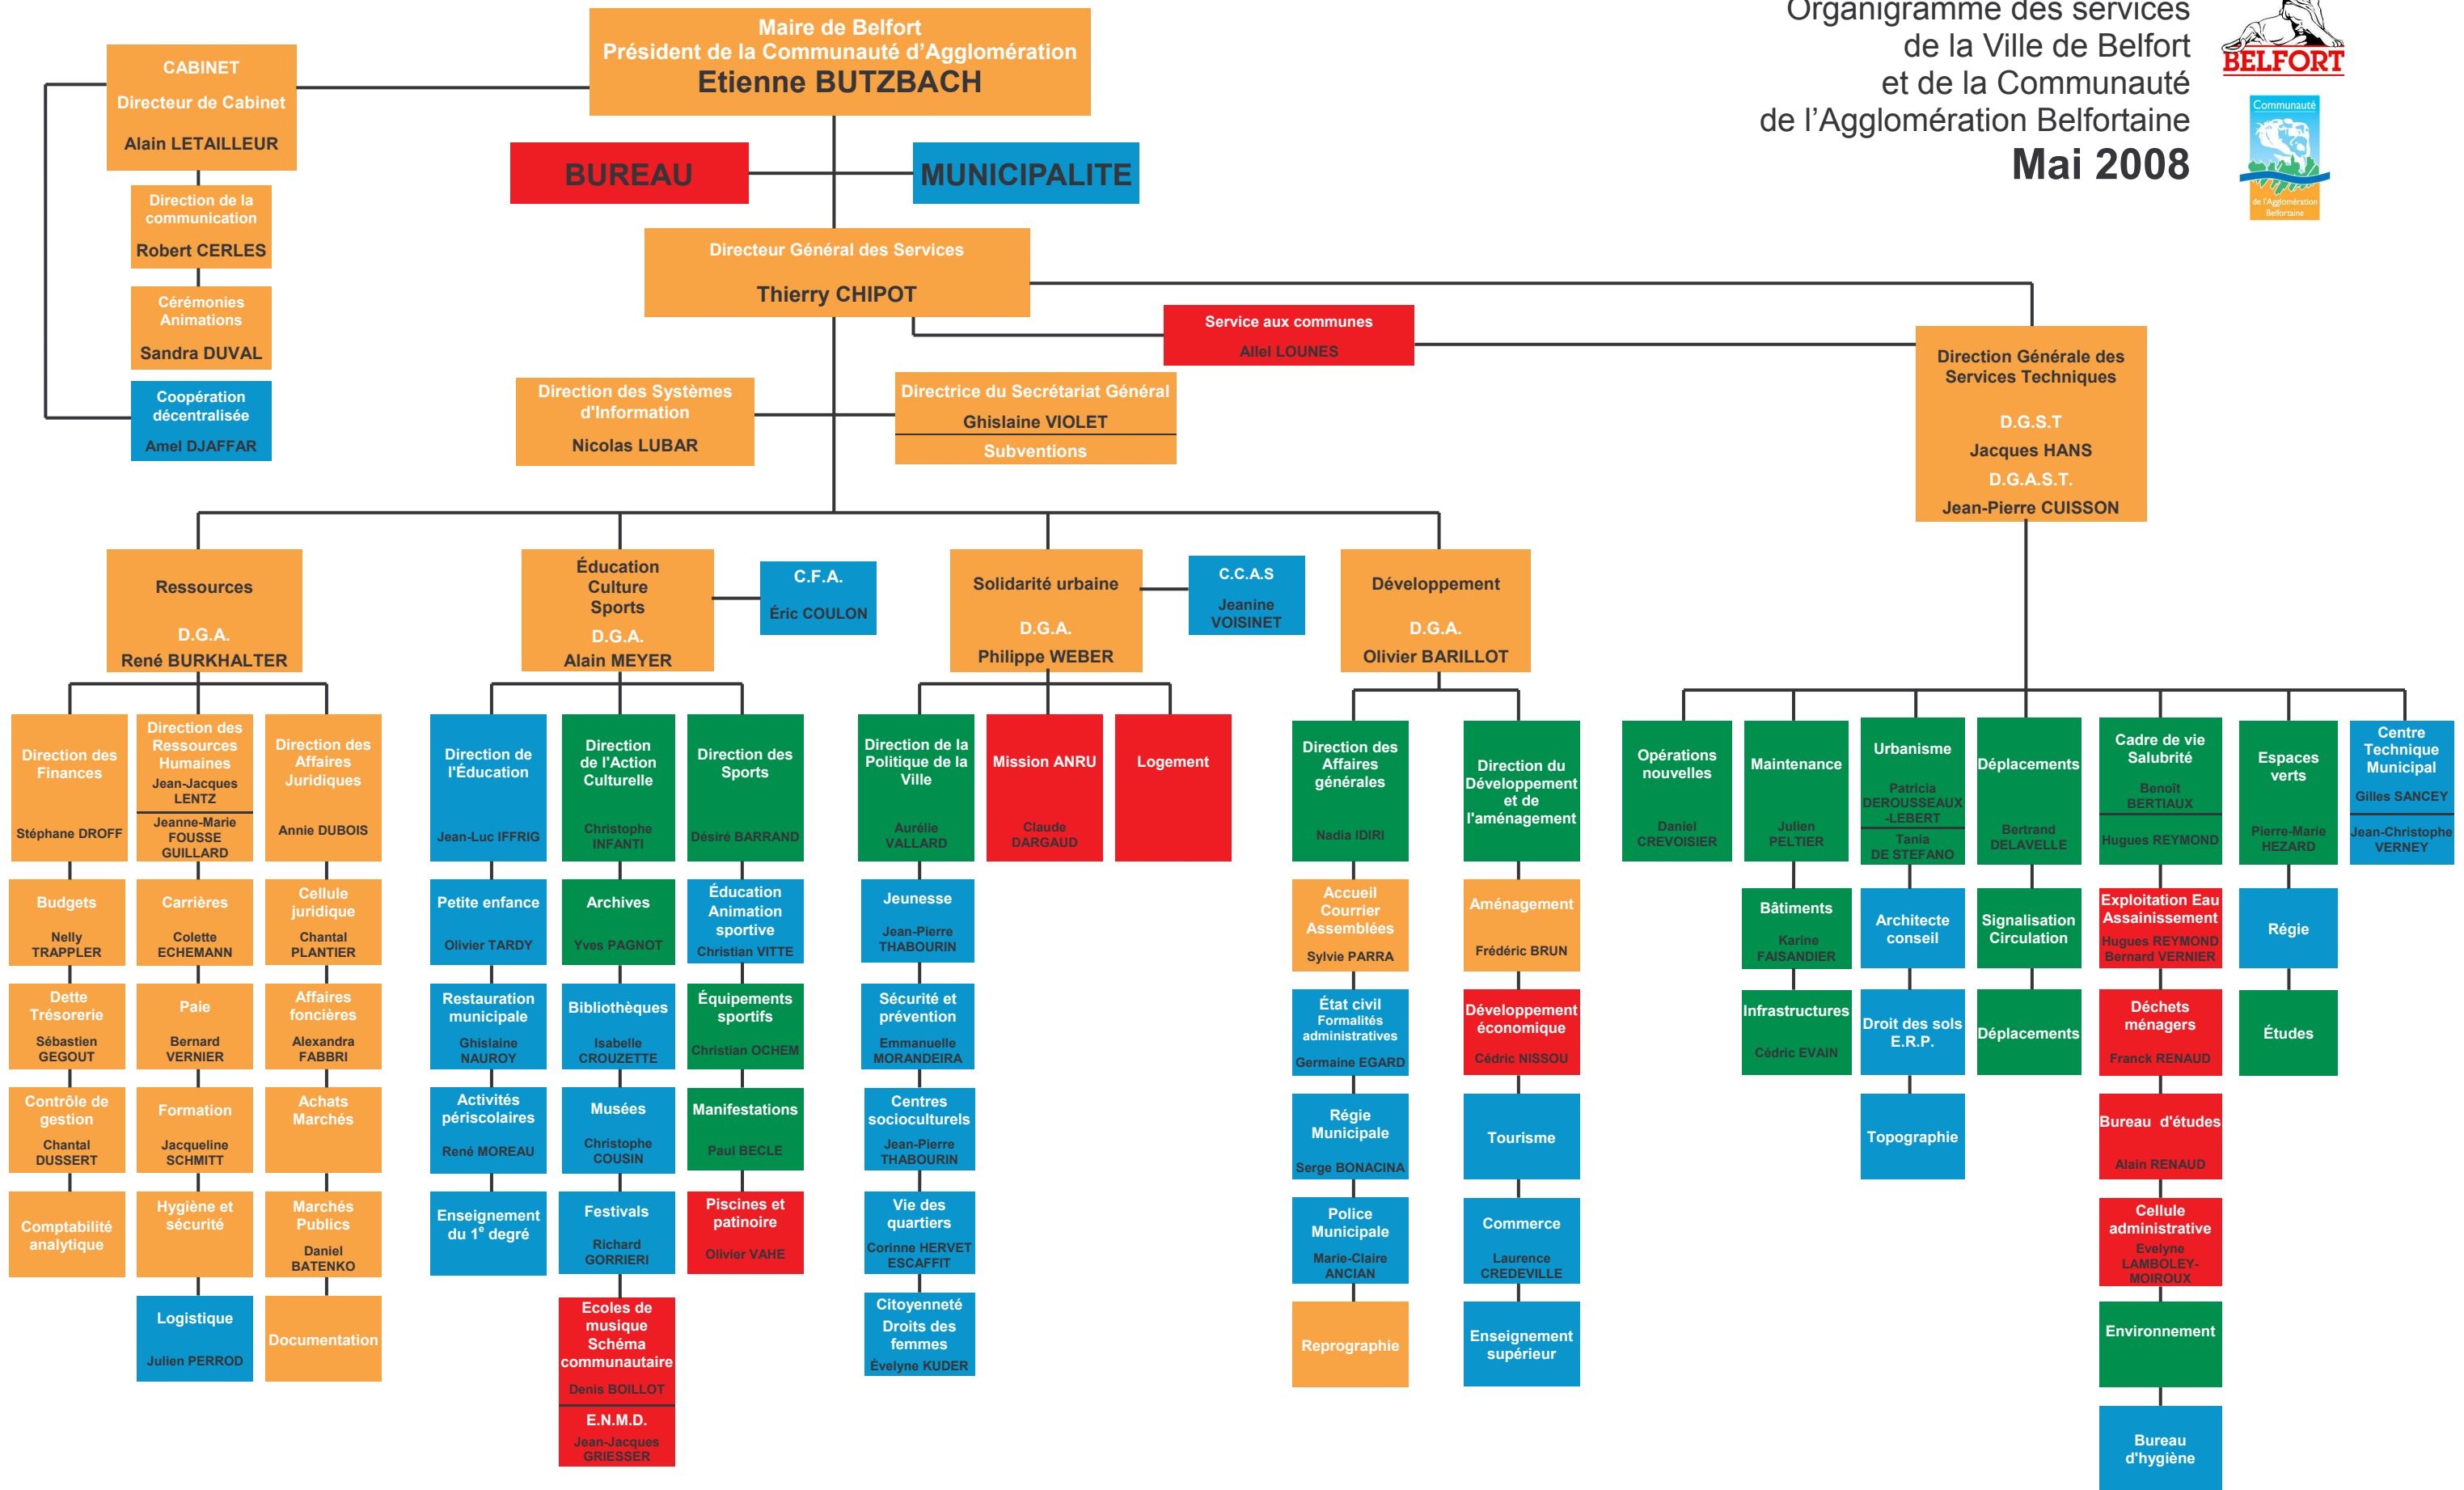 Organigramme des services
de la Ville de Belfort
et de la Communauté
de l'Agglomération Belfortaine
Mai 2008
BELFORT
Communauté
de l'Agglomération
Belfortaine
Maire de Belfort
Président de la Communauté d'Agglomération
Etienne BUTZBACH
CABINET
Directeur de Cabinet
Alain LETAILLEUR
Direction de la
communication
Robert CERLES
Cérémonies
Animations
Sandra DUVAL
Coopération
décentralisée
Amel DJAFFAR
BUREAU
MUNICIPALITE
Directeur Général des Services
Thierry CHIPOT
Service aux communes
Allel LOUNES
Direction des Systèmes
d'Information
Nicolas LUBAR
Directrice du Secrétariat Général
Ghislaine VIOLET
Subventions
Direction Générale des
Services Techniques
D.G.S.T
Jacques HANS
D.G.A.S.T.
Jean-Pierre CUISSON
Ressources
D.G.A.
René BURKHALTER
Éducation
Culture
Sports
D.G.A.
Alain MEYER
C.F.A.
Éric COULON
Solidarité urbaine
D.G.A.
Philippe WEBER
C.C.A.S
Jeanine
VOISINET
Développement
D.G.A.
Olivier BARILLOT
Direction des
Finances
Stéphane DROFF
Budgets
Nelly
TRAPPLER
Dette
Trésorerie
Sébastien
GEGOUT
Contrôle de
gestion
Chantal
DUSSERT
Comptabilité
analytique
Direction des
Ressources
Humaines
Jean-Jacques
LENTZ
Jeanne-Marie
FOUSSE
GUILLARD
Carrières
Colette
ECHEMANN
Paie
Bernard
VERNIER
Formation
Jacqueline
SCHMITT
Hygiène et
sécurité
Logistique
Julien PERROD
Direction des
Affaires
Juridiques
Annie DUBOIS
Cellule
juridique
Chantal
PLANTIER
Affaires
foncières
Alexandra
FABBRI
Achats
Marchés
Marchés
Publics
Daniel
BATENKO
Documentation
Direction de
l'Éducation
Jean-Luc IFFRIG
Petite enfance
Olivier TARDY
Restauration
municipale
Ghislaine
NAUROY
Activités
périscolaires
René MOREAU
Enseignement
du 1e degré
Direction
de l'Action
Culturelle
Christophe
INFANTI
Archives
Yves PAGNOT
Bibliothèques
Isabelle
CROUZETTE
Musées
Christophe
COUSIN
Festivals
Richard
GORRIERI
Ecoles de
musique
Schéma
communautaire
Denis BOILLOT
E.N.M.D.
Jean-Jacques
GRIESSER
Direction des
Sports
Désiré BARRAND
Éducation
Animation
sportive
Christian VITTE
Équipements
sportifs
Christian OCHEM
Manifestations
Paul BECLE
Piscines et
patinoire
Olivier VAHE
Direction de la
Politique de la
Ville
Aurélie
VALLARD
Jeunesse
Jean-Pierre
THABOURIN
Sécurité et
prévention
Emmanuelle
MORANDEIRA
Centres
socioculturels
Jean-Pierre
THABOURIN
Vie des
quartiers
Corinne HERVET
ESCAFFIT
Citoyenneté
Droits des
femmes
Évelyne KUDER
Mission ANRU
Claude
DARGAUD
Logement
Direction des
Affaires
générales
Nadia IDIRI
Accueil
Courrier
Assemblées
Sylvie PARRA
État civil
Formalités
administratives
Germaine EGARD
Régie
Municipale
Serge BONACINA
Police
Municipale
Marie-Claire
ANCIAN
Reprographie
Direction du
Développement
et de
l'aménagement
Aménagement
Frédéric BRUN
Développement
économique
Cédric NISSOU
Tourisme
Commerce
Laurence
CREDEVILLE
Enseignement
supérieur
Opérations
nouvelles
Daniel
CREVOISIER
Maintenance
Julien
PELTIER
Bâtiments
Karine
FAISANDIER
Infrastructures
Cédric EVAIN
Urbanisme
Patricia
DEROUSSEAUX
-LEBERT
Tania
DE STEFANO
Architecte
conseil
Droit des sols
E.R.P.
Topographie
Déplacements
Bertrand
DELAVELLE
Signalisation
Circulation
Déplacements
Cadre de vie
Salubrité
Benoît
BERTIAUX
Hugues REYMOND
Exploitation Eau
Assainissement
Hugues REYMOND
Bernard VERNIER
Déchets
ménagers
Franck RENAUD
Bureau d'études
Alain RENAUD
Cellule
administrative
Evelyne
LAMBOLEY-
MOIROUX
Environnement
Bureau
d'hygiène
Espaces
verts
Pierre-Marie
HEZARD
Régie
Études
Centre
Technique
Municipal
Gilles SANCEY
Jean-Christophe
VERNEY